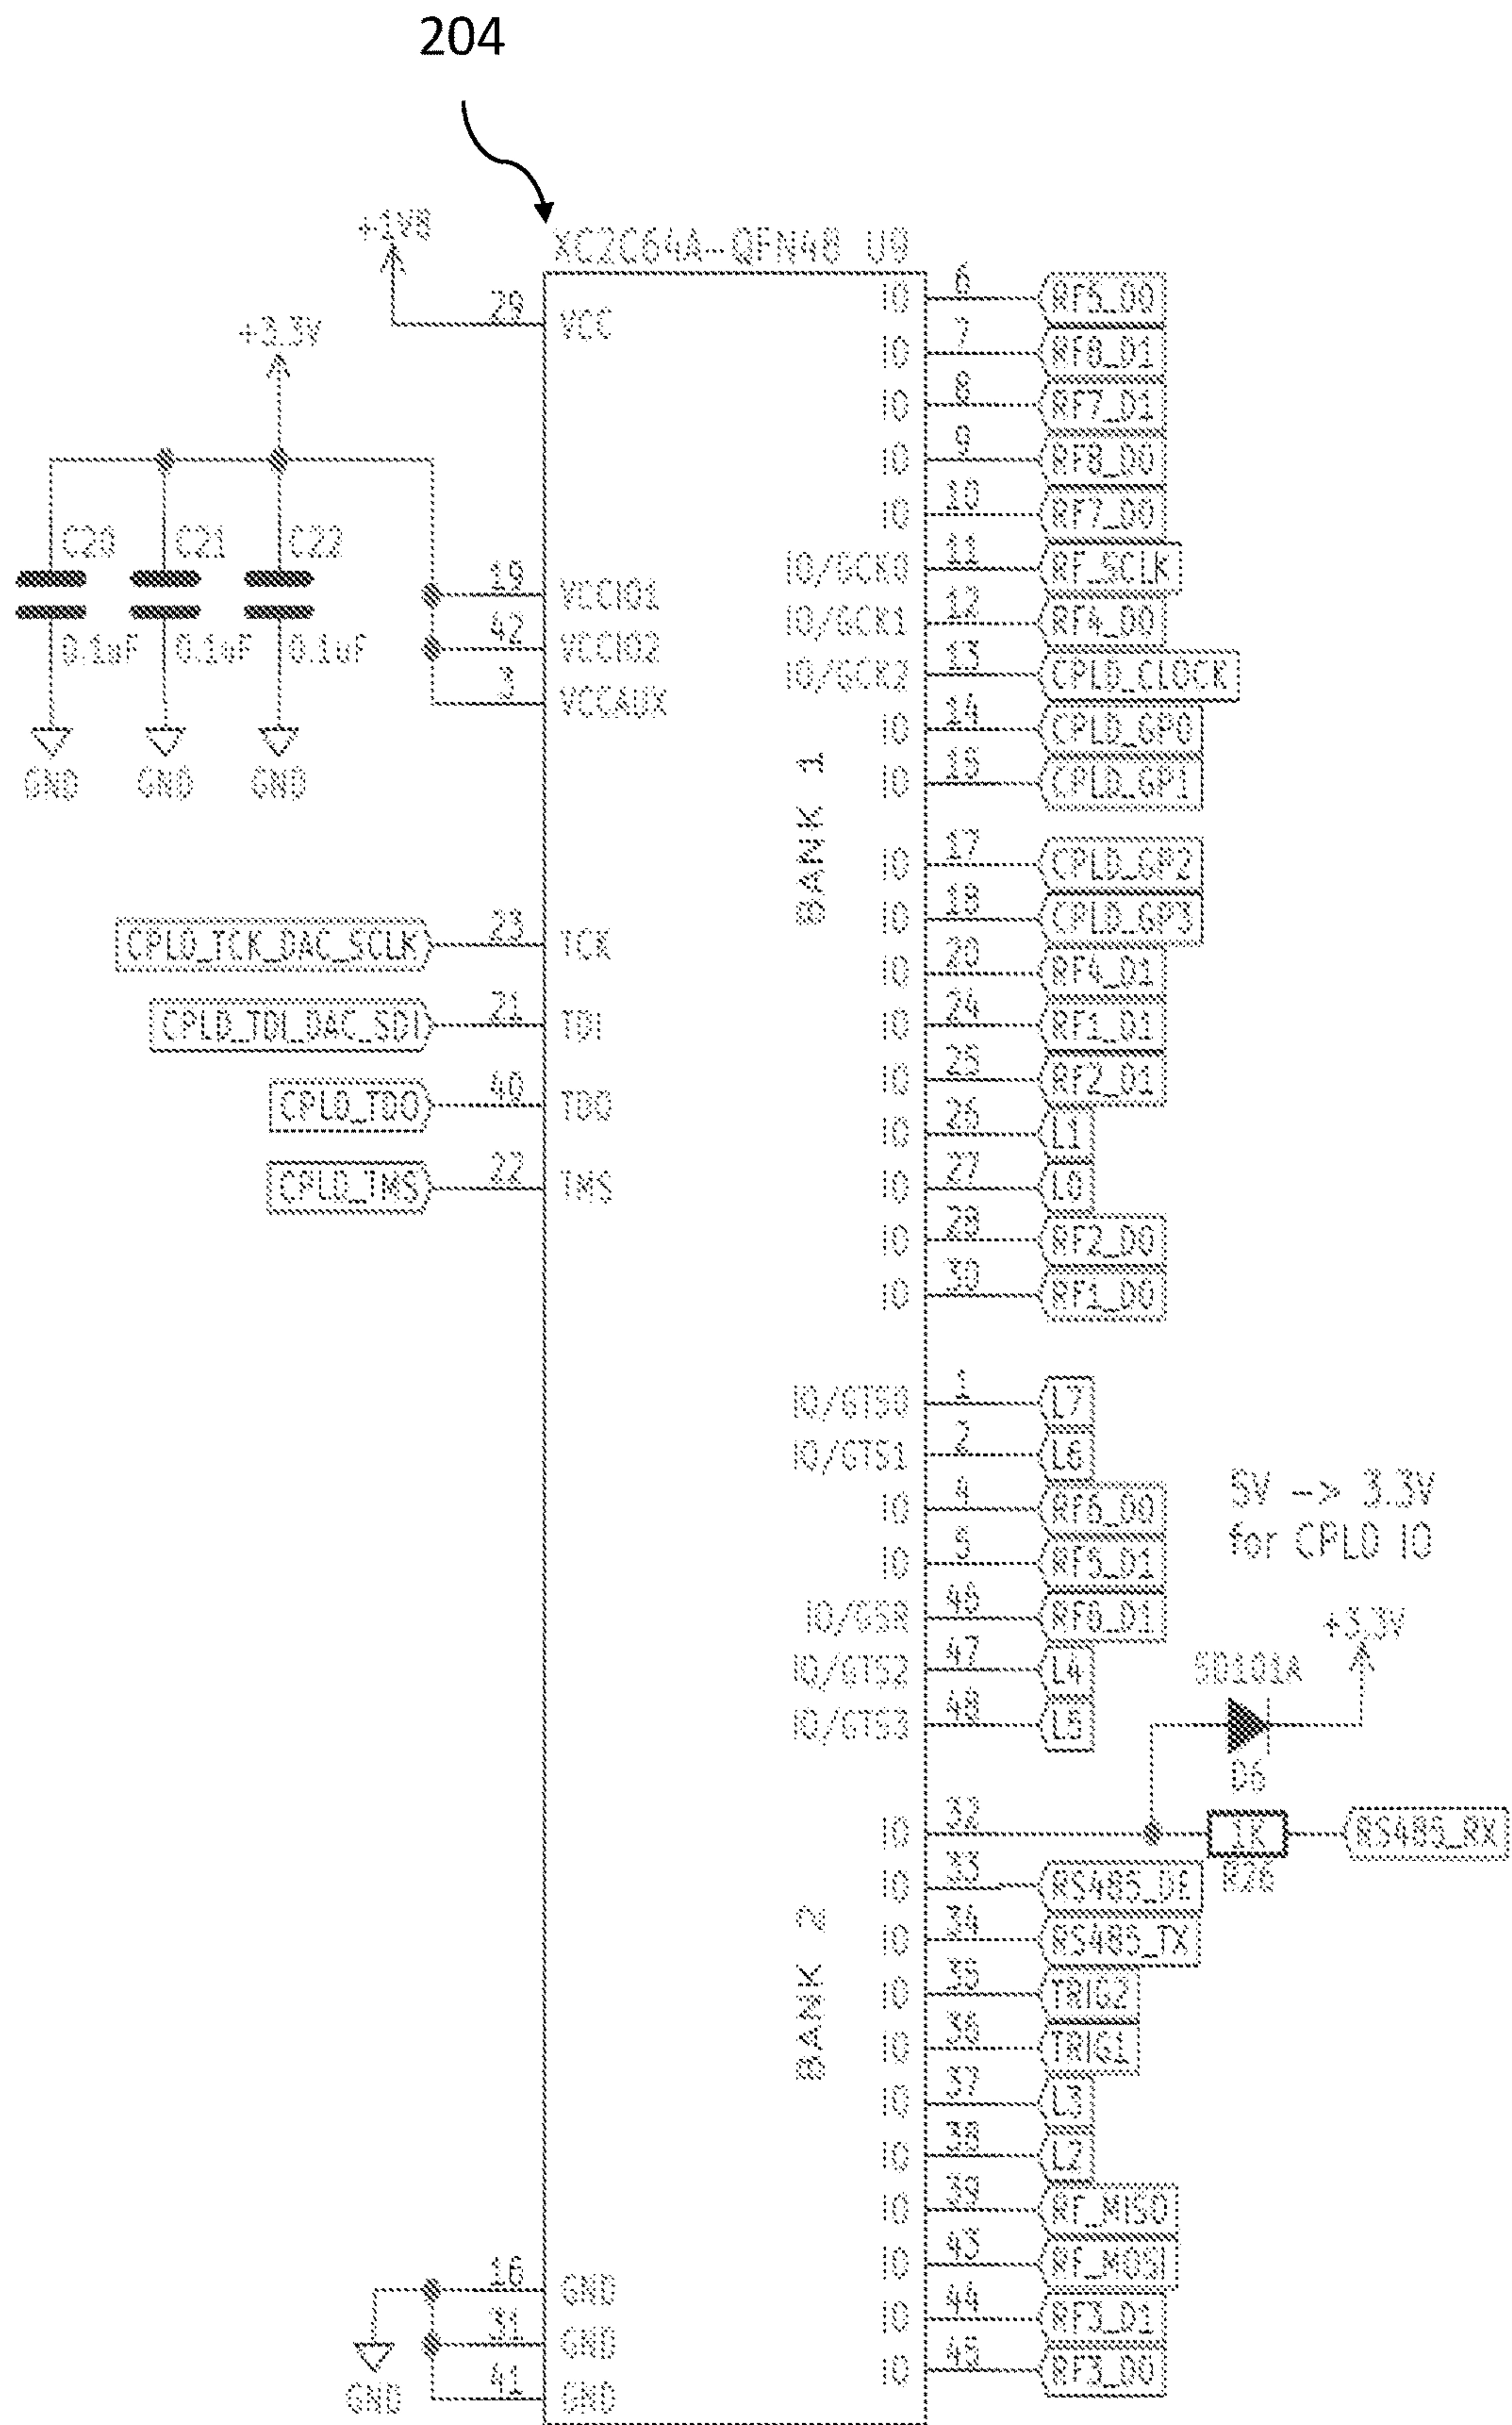 204
+1V8
XC2C64A-QFN48 U9
29 VCC
+3.3V
C20 C21 C22
0.1uF 0.1uF 0.1uF
GND GND GND
19 VCCIO1
42 VCCIO2
3 VCCAUX
CPLD_TCK_DAC_SCLK 23 TCK
CPLD_TDI_DAC_SDI 21 TDI
CPLD_TDO 40 TDO
CPLD_TMS 22 TMS
16 GND
31 GND
41 GND
GND
BANK 1
IO 6 RF5_D0
IO 7 RF8_D1
IO 8 RF7_D1
IO 9 RF8_D0
IO 10 RF7_D0
IO/GCK0 11 RF_SCLK
IO/GCK1 12 RF4_D0
IO/GCK2 13 CPLD_CLOCK
IO 14 CPLD_GP0
IO 15 CPLD_GP1
IO 17 CPLD_GP2
IO 18 CPLD_GP3
IO 20 RF4_D1
IO 24 RF1_D1
IO 25 RF2_D1
IO 26 L1
IO 27 L0
IO 28 RF2_D0
IO 30 RF1_D0
BANK 2
IO/GTS0 1 L7
IO/GTS1 2 L6
IO 4 RF6_D0
IO 5 RF5_D1
IO/GSR 46 RF6_D1
IO/GTS2 47 L4
IO/GTS3 48 L5
IO 32 1K R26 RS485_RX
IO 33 RS485_DE
IO 34 RS485_TX
IO 35 TRIG2
IO 36 TRIG1
IO 37 L3
IO 38 L2
IO 39 RF_MISO
IO 43 RF_MOSI
IO 44 RF3_D1
IO 45 RF3_D0
5V -> 3.3V
for CPLD IO
+3.3V
SD101A
D6